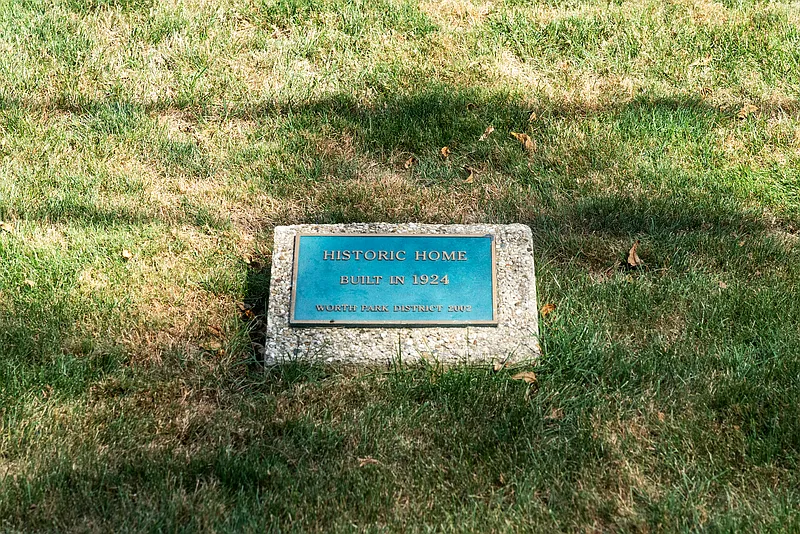 HISTORIC HOME
BUILT IN 1924
WORTH PARK DISTRICT 2002